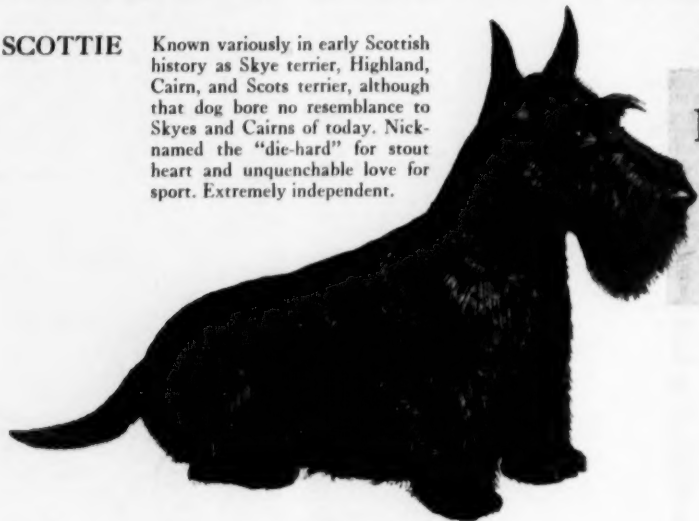 SCOTTIE
Known variously in early Scottish
history as Skye terrier, Highland,
Cairn, and Scots terrier, although
that dog bore no resemblance to
Skyes and Cairns of today. Nick-
named the “die-hard” for stout
heart and unquenchable love for
sport. Extremely independent.